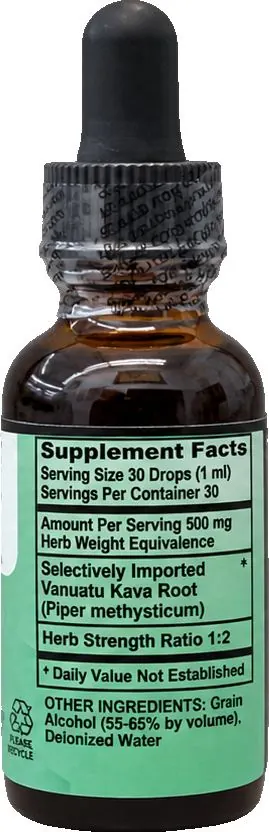 Supplement Facts
Serving Size 30 Drops (1 ml)
Servings Per Container 30
Amount Per Serving 500 mg
Herb Weight Equivalence
Selectively Imported *
Vanuatu Kava Root
(Piper methysticum)
Herb Strength Ratio 1:2
* Daily Value Not Established
OTHER INGREDIENTS: Grain
Alcohol (55-65% by volume),
Deionized Water
PLEASE
RECYCLE